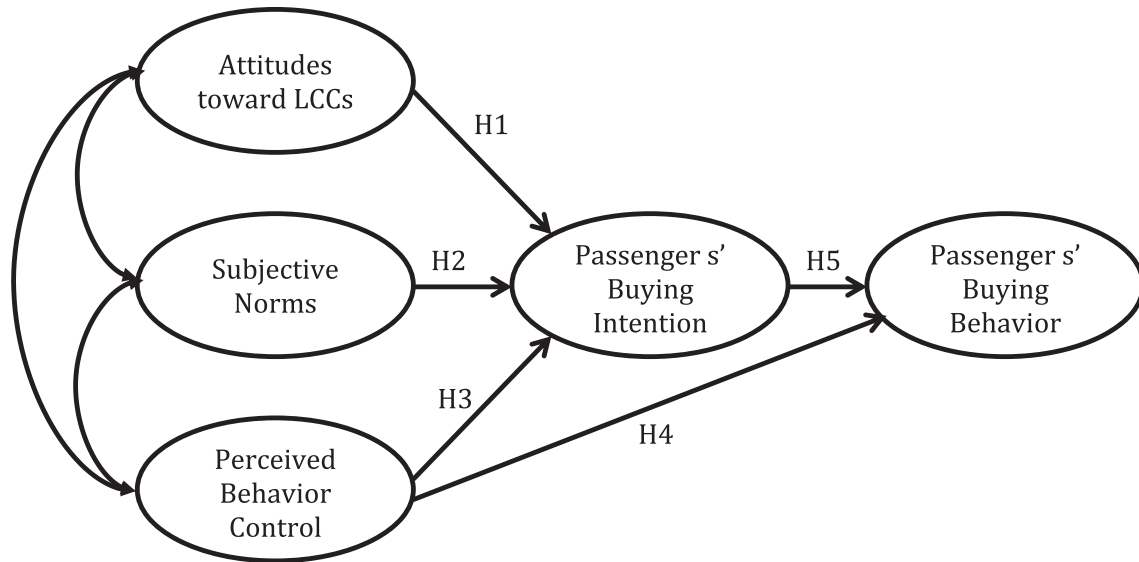 Attitudes
toward LCCs
H1
Subjective
Norms
H2
Passenger s’
Buying
Intention
H5
Passenger s’
Buying
Behavior
H3
H4
Perceived
Behavior
Control